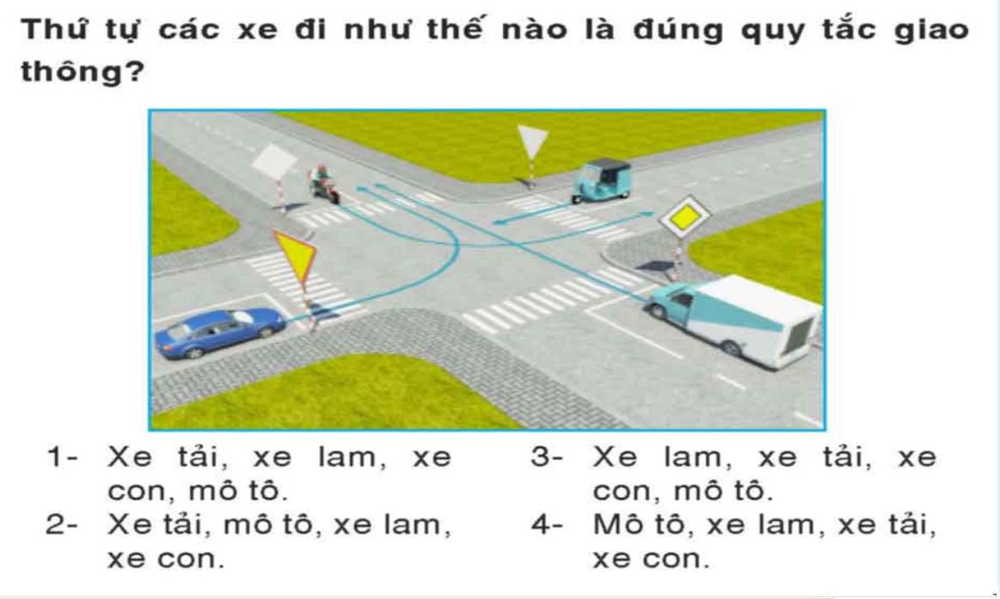 Thứ tự các xe đi như thế nào là đúng quy tắc giao
thông?
1- Xe tải, xe lam, xe
con, mô tô.
2- Xe tải, mô tô, xe lam,
xe con.
3- Xe lam, xe tải, xe
con, mô tô.
4- Mô tô, xe lam, xe tải,
xe con.